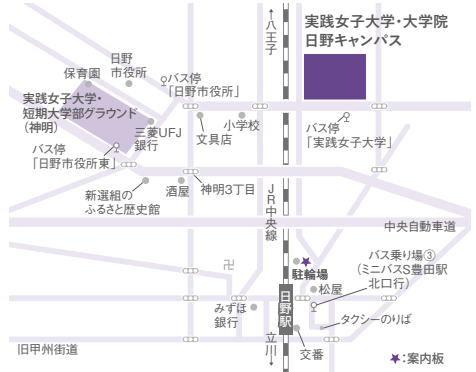 実践女子大学・大学院
日野キャンパス
↑八王子
日野
市役所
保育園
バス停
「日野市役所」
実践女子大学・
短期大学部グラウンド
(神明)
三菱UFJ
銀行
文具店
小学校
バス停
「実践女子大学」
バス停
「日野市役所東」
新選組の
ふるさと歴史館
酒屋
神明3丁目
JR中央線
中央自動車道
卍
★
駐輪場
バス乗り場③
(ミニバスS豊田駅
北口行)
松屋
日野駅
みずほ
銀行
タクシーのりば
交番
旧甲州街道
立川↓
★:案内板